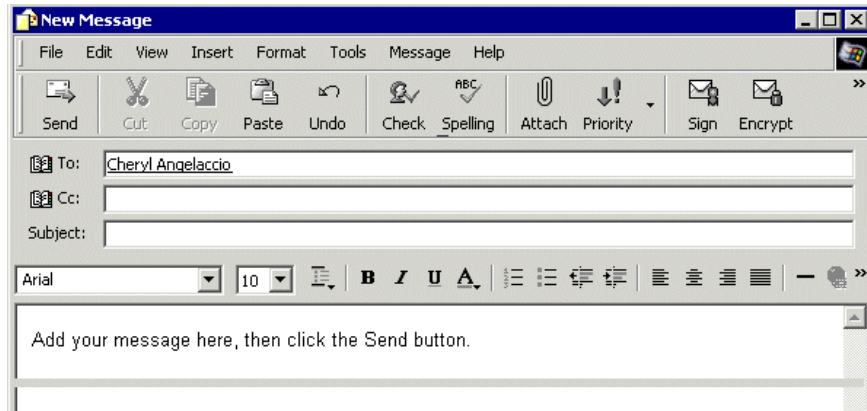 New Message
File Edit View Insert Format Tools Message Help
ABC
Send Cut Copy Paste Undo Check Spelling Attach Priority Sign Encrypt
To: Cheryl Angelaccio
Cc:
Subject:
Arial 10 B I U A
Add your message here, then click the Send button.